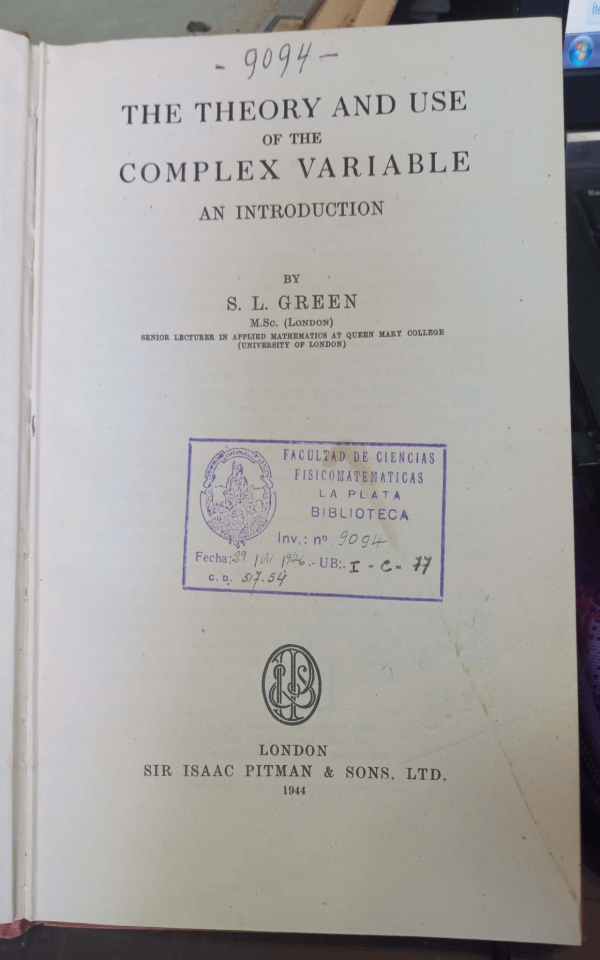 - 9094 -
THE THEORY AND USE
OF THE
COMPLEX VARIABLE
AN INTRODUCTION
BY
S. L. GREEN
M.Sc. (London)
SENIOR LECTURER IN APPLIED MATHEMATICS AT QUEEN MARY COLLEGE
(UNIVERSITY OF LONDON)
FACULTAD DE CIENCIAS
FISICOMATEMATICAS
LA PLATA
BIBLIOTECA
Inv.: nº 9094
Fecha: 29 / VII / 946.- UB:. I - C - 77
C. D. 517.54
LONDON
SIR ISAAC PITMAN & SONS, LTD.
1944